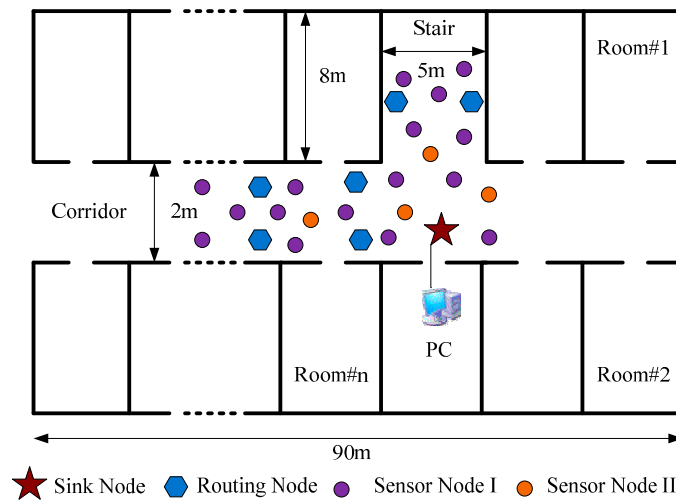 Stair
Room#1
8m
5m
Corridor
2m
PC
Room#n
Room#2
90m
Sink Node
Routing Node
Sensor Node I
Sensor Node II